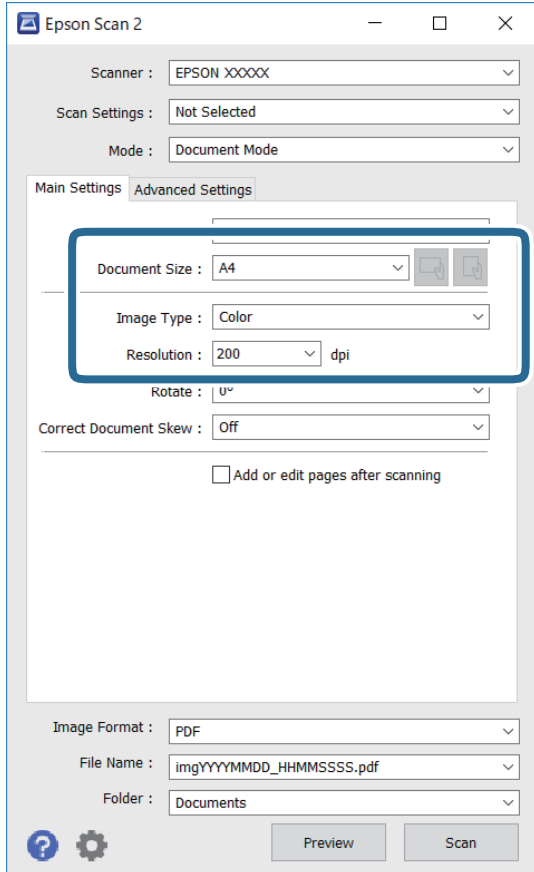 Epson Scan 2
Scanner : EPSON XXXXX
Scan Settings : Not Selected
Mode : Document Mode
Main Settings Advanced Settings
Document Size : A4
Image Type : Color
Resolution : 200 dpi
Rotate : 0º
Correct Document Skew : Off
Add or edit pages after scanning
Image Format : PDF
File Name : imgYYYYMMDD_HHMMSSSS.pdf
Folder : Documents
? Preview Scan